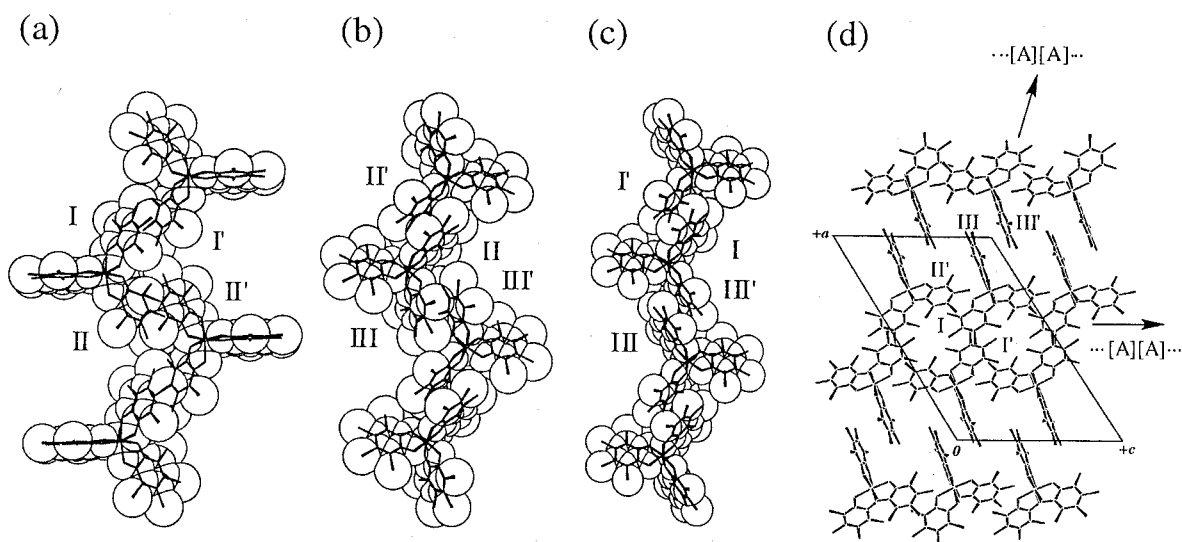 (a)
(b)
(c)
(d)
···[A][A]···
I
I'
II
II'
II'
II
III
III'
I'
I
III
III'
III
III'
+a
II'
I
I'
···[A][A]···
0
+c